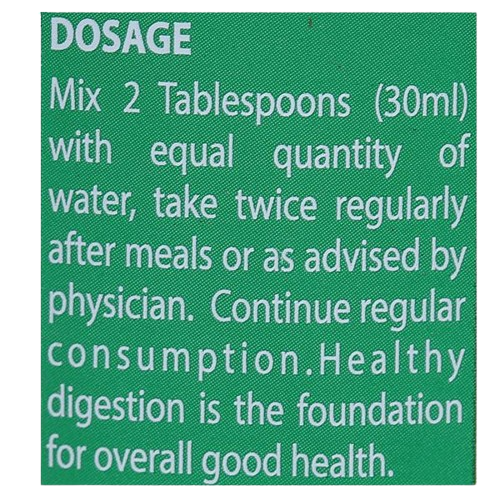 DOSAGE
Mix 2 Tablespoons (30ml)
with equal quantity of
water, take twice regularly
after meals or as advised by
physician. Continue regular
consumption.Healthy
digestion is the foundation
for overall good health.